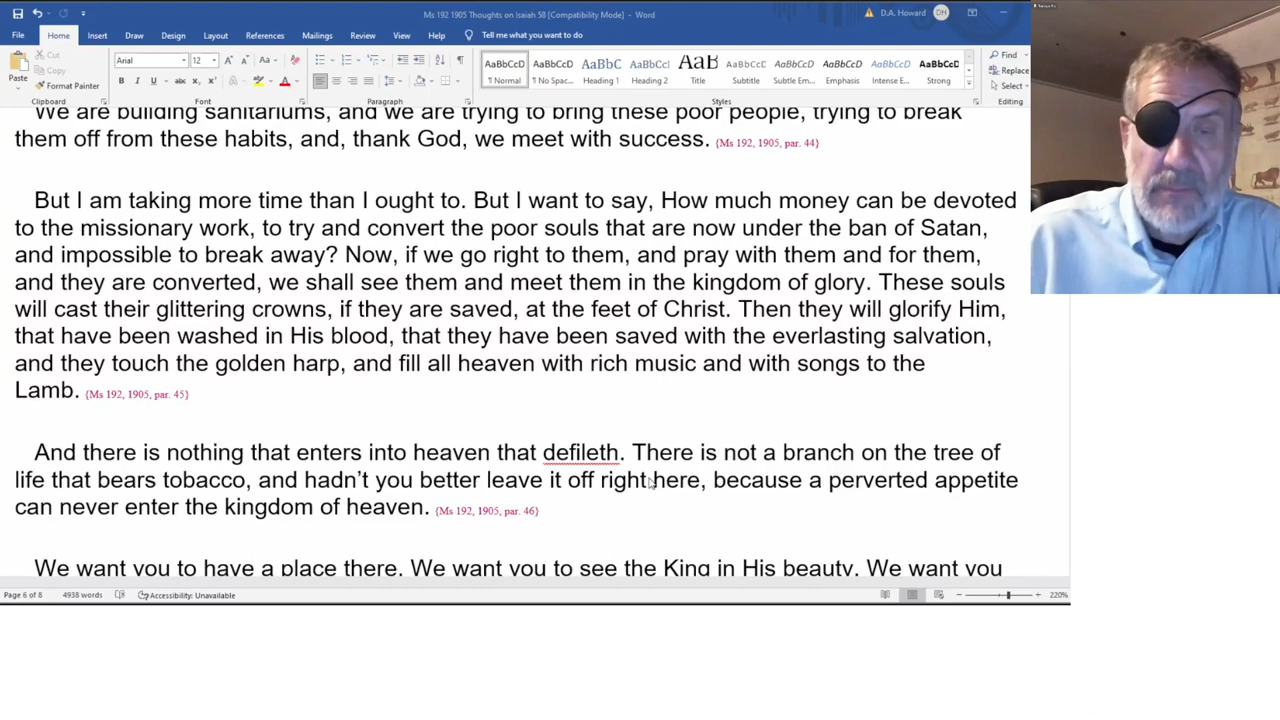 Ms 192 1905 Thoughts on Isaiah 58 [Compatibility Mode] - Word
D.A. Howard
DH
File Home Insert Draw Design Layout References Mailings Review View Help Tell me what you want to do
Paste
Cut
Copy
Format Painter
Clipboard
Arial 12
Font
Paragraph
AaBbCcD AaBbCcD AaBbC AaBbCcl AaB AaBbCcD AaBbCcD AaBbCcD AaBbCcD AaBbCcD
¶ Normal ¶ No Spac... Heading 1 Heading 2 Title Subtitle Subtle Em... Emphasis Intense E... Strong
Styles
Find
Replace
Select
Editing
We are building sanitariums, and we are trying to bring these poor people, trying to break
them off from these habits, and, thank God, we meet with success. {Ms 192, 1905, par. 44}
But I am taking more time than I ought to. But I want to say, How much money can be devoted
to the missionary work, to try and convert the poor souls that are now under the ban of Satan,
and impossible to break away? Now, if we go right to them, and pray with them and for them,
and they are converted, we shall see them and meet them in the kingdom of glory. These souls
will cast their glittering crowns, if they are saved, at the feet of Christ. Then they will glorify Him,
that have been washed in His blood, that they have been saved with the everlasting salvation,
and they touch the golden harp, and fill all heaven with rich music and with songs to the
Lamb. {Ms 192, 1905, par. 45}
And there is nothing that enters into heaven that defileth. There is not a branch on the tree of
life that bears tobacco, and hadn’t you better leave it off right here, because a perverted appetite
can never enter the kingdom of heaven. {Ms 192, 1905, par. 46}
We want you to have a place there. We want you to see the King in His beauty. We want you
Page 6 of 8 4938 words Accessibility: Unavailable 220%